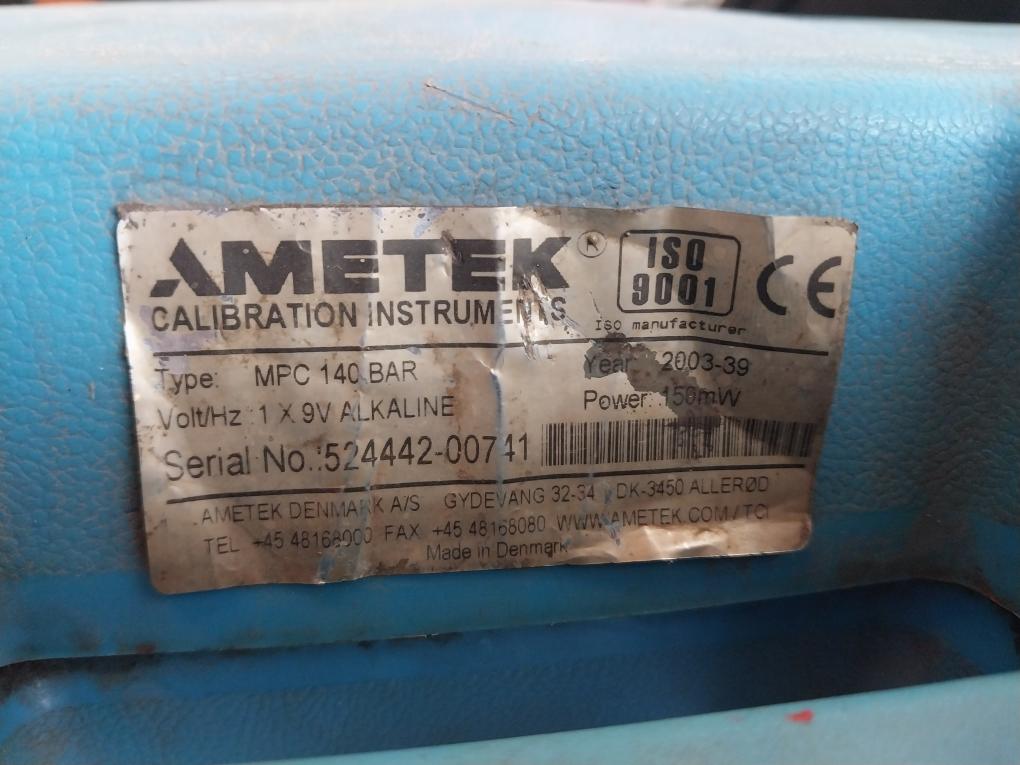 AMETEK ®
CALIBRATION INSTRUMENTS
ISO
9001
Iso manufacturer
CE
Type: MPC 140 BAR
Year: 2003-39
Volt/Hz: 1 X 9V ALKALINE
Power: 150mW
Serial No.:524442-00741
AMETEK DENMARK A/S GYDEVANG 32-34 DK-3450 ALLERØD
TEL +45 48168000 FAX +45 48168080 WWW.AMETEK.COM/TCI
Made in Denmark